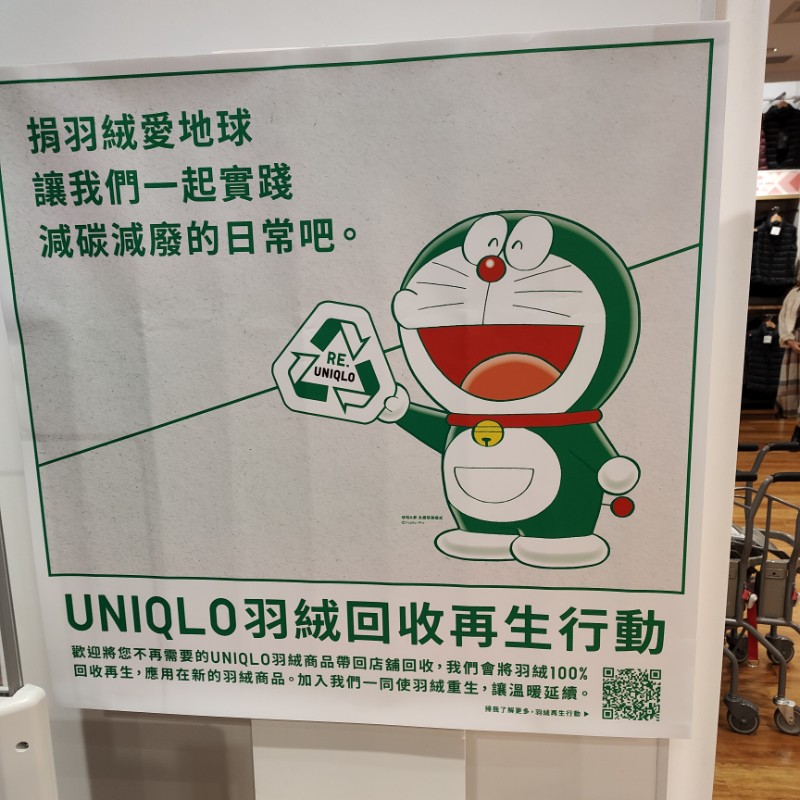 捐羽絨愛地球
讓我們一起實踐
減碳減廢的日常吧。
RE.
UNIQLO
UNIQLO羽絨回收再生行動
歡迎將您不再需要的UNIQLO羽絨商品帶回店舖回收，我們會將羽絨100%
回收再生，應用在新的羽絨商品。加入我們一同使羽絨重生，讓溫暖延續。
掃我了解更多，羽絨再生行動